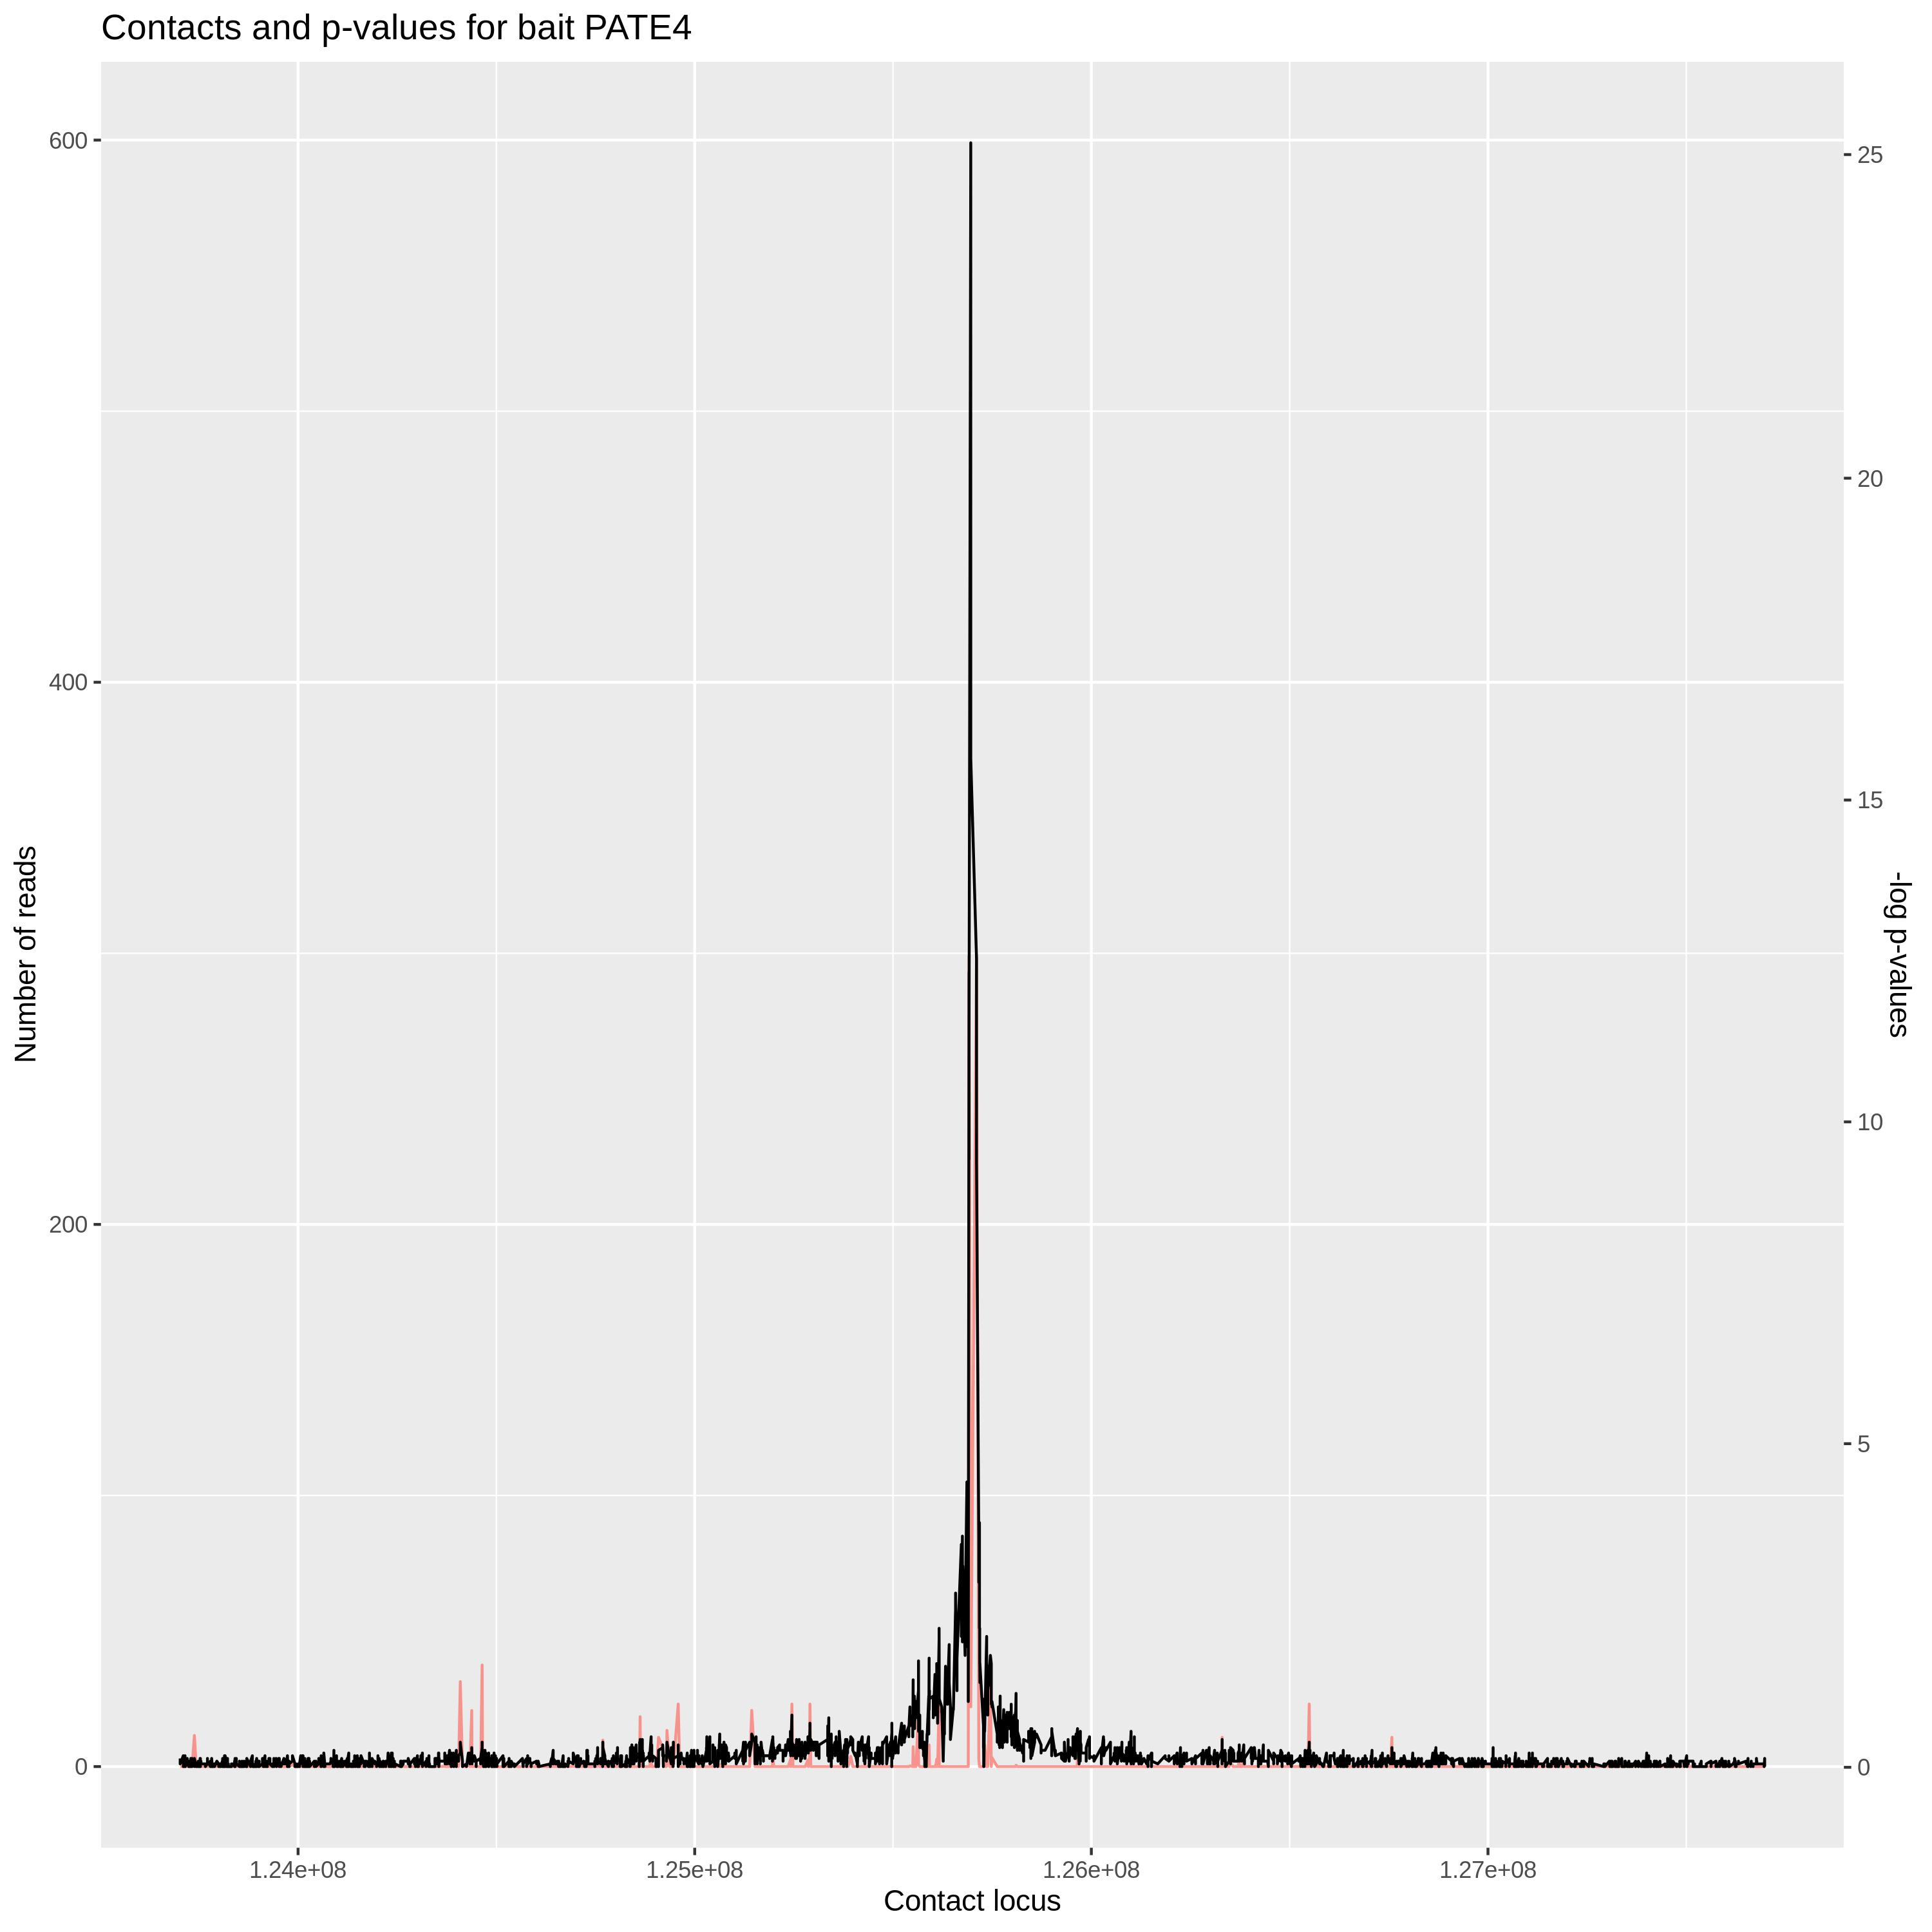 Contacts and p-values for bait PATE4
600
400
200
0
Number of reads
25
20
15
10
5
0
-log p-values
1.24e+08
1.25e+08
1.26e+08
1.27e+08
Contact locus